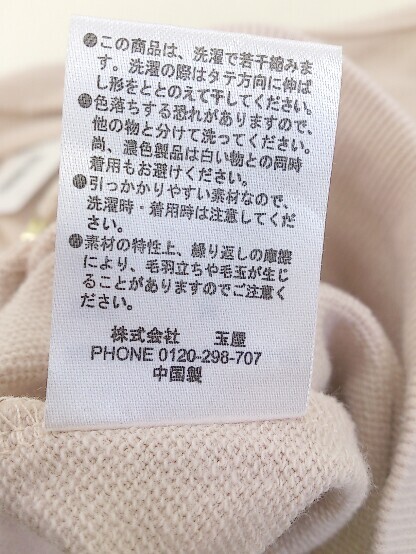 ●この商品は、洗濯で若干縮みま
す。洗濯の際はタテ方向に伸ば
し形をととのえて干してください。
●色落ちする恐れがありますので、
他の物と分けて洗ってください。
尚、濃色製品は白い物との同時
着用もお避けください。
●引っかかりやすい素材なので、
洗濯時・着用時は注意してくだ
さい。
●素材の特性上、繰り返しの摩擦
により、毛羽立ちや毛玉が生じ
ることがありますのでご注意く
ださい。
株式会社 玉屋
PHONE 0120-298-707
中国製